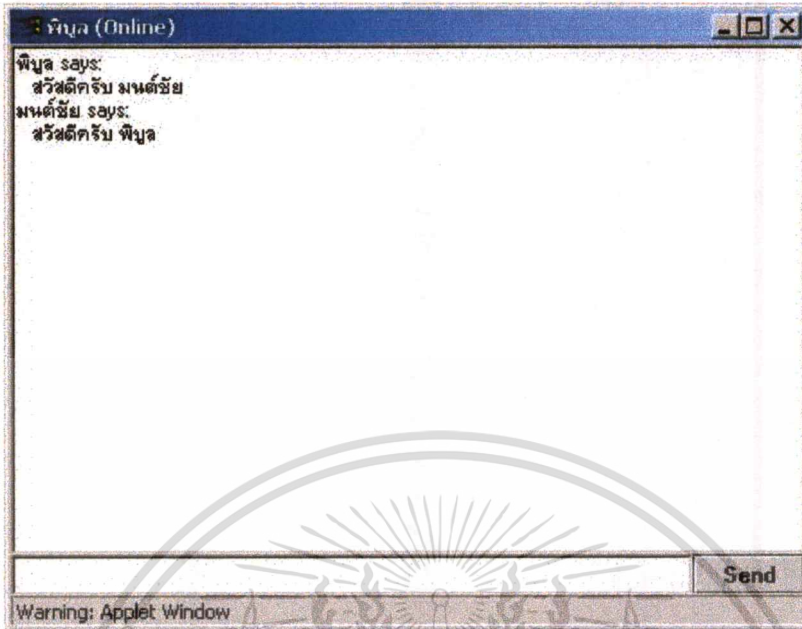 พิบูล (Online)
พิบูล says:
สวัสดีครับ มนต์ชัย
มนต์ชัย says:
สวัสดีครับ พิบูล
Send
Warning: Applet Window